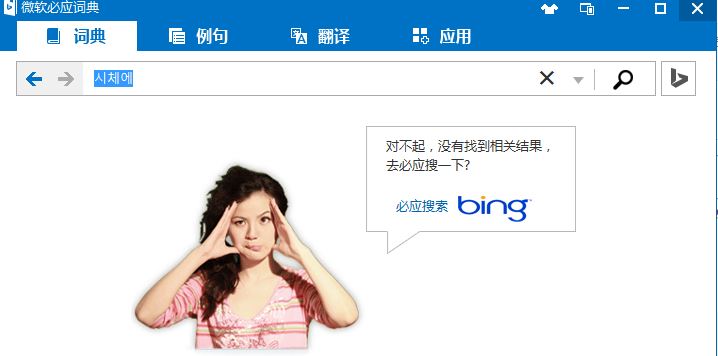 微软必应词典
词典 例句 翻译 应用
시체에
对不起，没有找到相关结果，
去必应搜一下?
必应搜索 bing